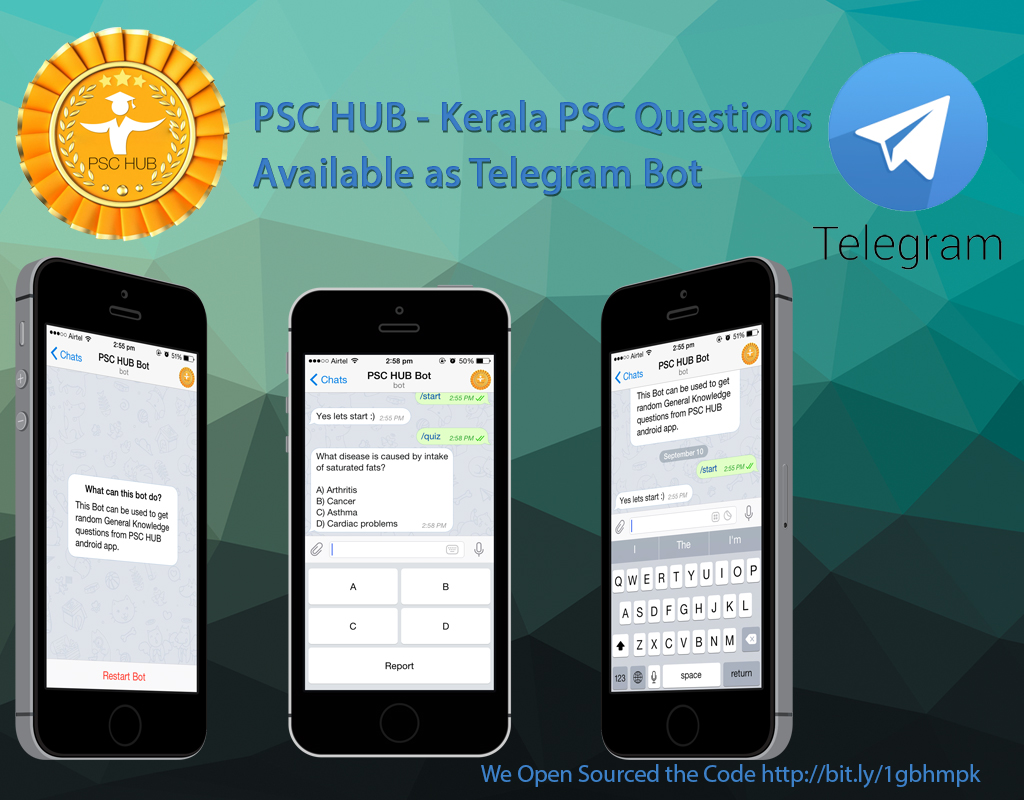 PSC HUB
PSC HUB - Kerala PSC Questions
Available as Telegram Bot
Telegram
Airtel
2:55 pm
51%
Chats
PSC HUB Bot
bot
What can this bot do?
This Bot can be used to get
random General Knowledge
questions from PSC HUB
android app.
Restart Bot
Airtel
2:58 pm
50%
Chats
PSC HUB Bot
bot
/start 2:55 PM
Yes lets start :) 2:55 PM
/quiz 2:58 PM
What disease is caused by intake
of saturated fats?
A) Arthritis
B) Cancer
C) Asthma
D) Cardiac problems 2:58 PM
A B
C D
Report
Airtel
2:55 pm
51%
Chats
PSC HUB Bot
bot
This Bot can be used to get
random General Knowledge
questions from PSC HUB
android app.
September 10
/start 2:55 PM
Yes lets start :) 2:55 PM
I The I'm
Q W E R T Y U I O P
A S D F G H J K L
Z X C V B N M
123 space return
We Open Sourced the Code http://bit.ly/1gbhmpk